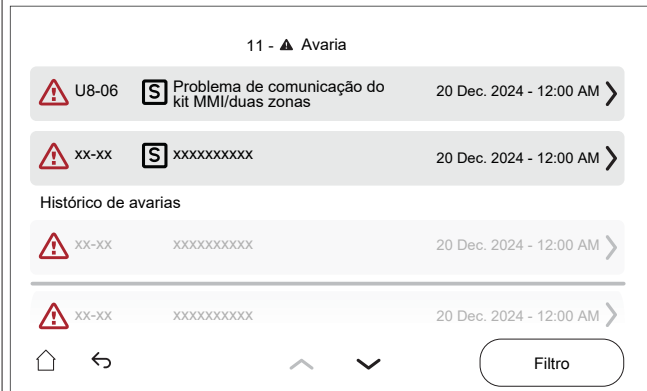 11 - Avaria
U8-06 S Problema de comunicação do
kit MMI/duas zonas 20 Dec. 2024 - 12:00 AM
xx-xx S xxxxxxxxxx 20 Dec. 2024 - 12:00 AM
Histórico de avarias
xx-xx xxxxxxxxxx 20 Dec. 2024 - 12:00 AM
xx-xx xxxxxxxxxx 20 Dec. 2024 - 12:00 AM
Filtro